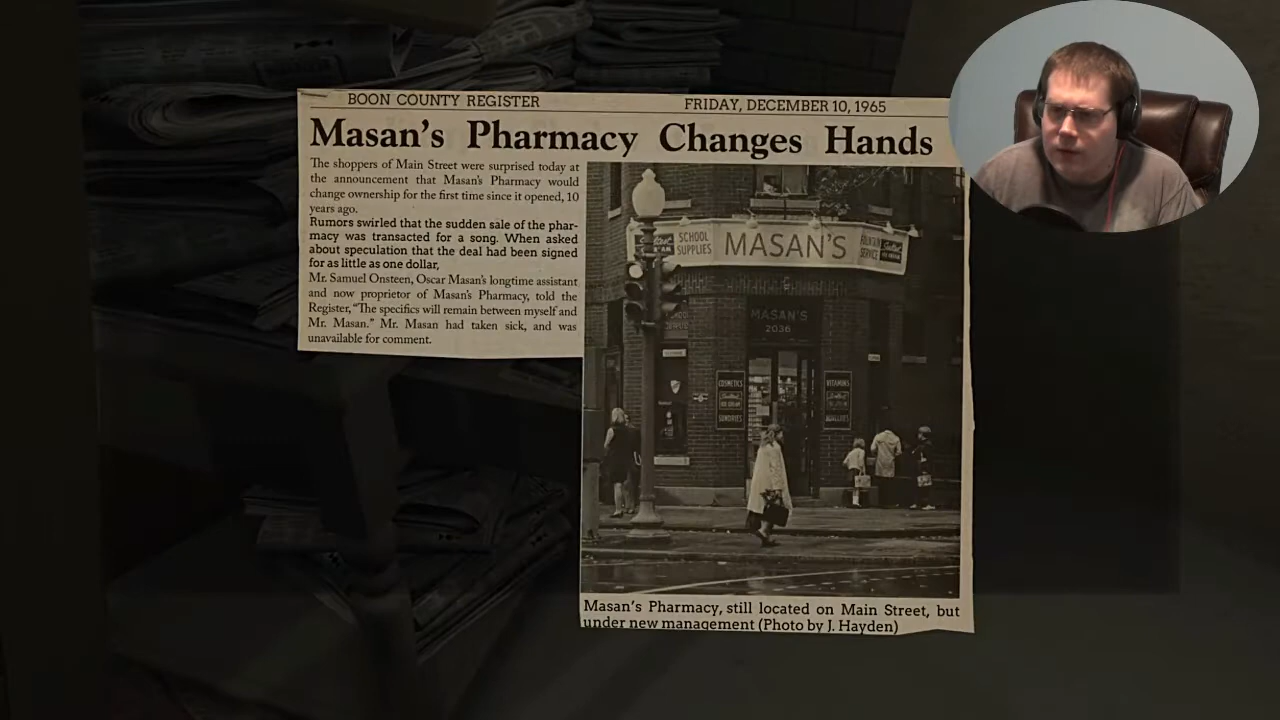 BOON COUNTY REGISTER
FRIDAY, DECEMBER 10, 1965
Masan's Pharmacy Changes Hands
The shoppers of Main Street were surprised today at
the announcement that Masan's Pharmacy would
change ownership for the first time since it opened, 10
years ago.
Rumors swirled that the sudden sale of the phar-
macy was transacted for a song. When asked
about speculation that the deal had been signed
for as little as one dollar,
Mr. Samuel Onsteen, Oscar Masan's longtime assistant
and now proprietor of Masan's Pharmacy, told the
Register, “The specifics will remain between myself and
Mr. Masan.” Mr. Masan had taken sick, and was
unavailable for comment.
SCHOOL
SUPPLIES
MASAN'S
FOUNTAIN
SERVICE
MASAN'S
2036
COSMETICS
SUNDRIES
VITAMINS
Masan's Pharmacy, still located on Main Street, but
under new management (Photo by J. Hayden)